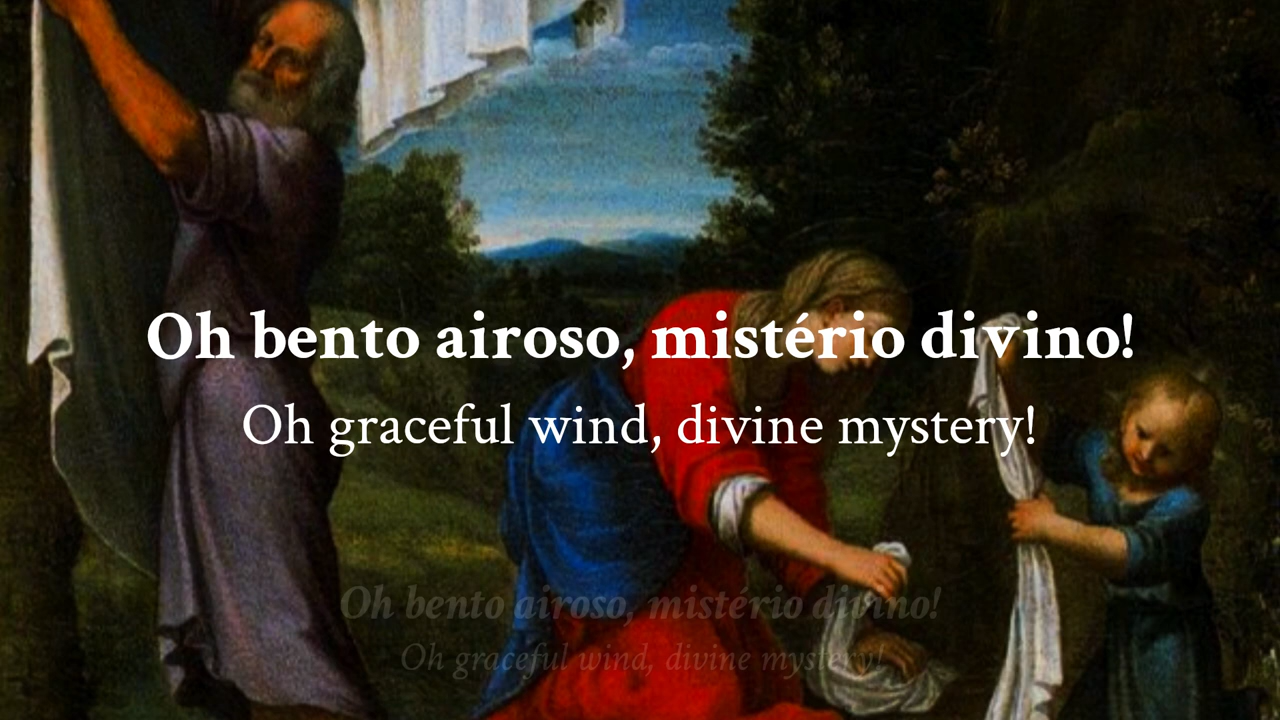 Oh bento airoso, mistério divino!
Oh graceful wind, divine mystery!
Oh bento airoso, mistério divino!
Oh graceful wind, divine mystery!